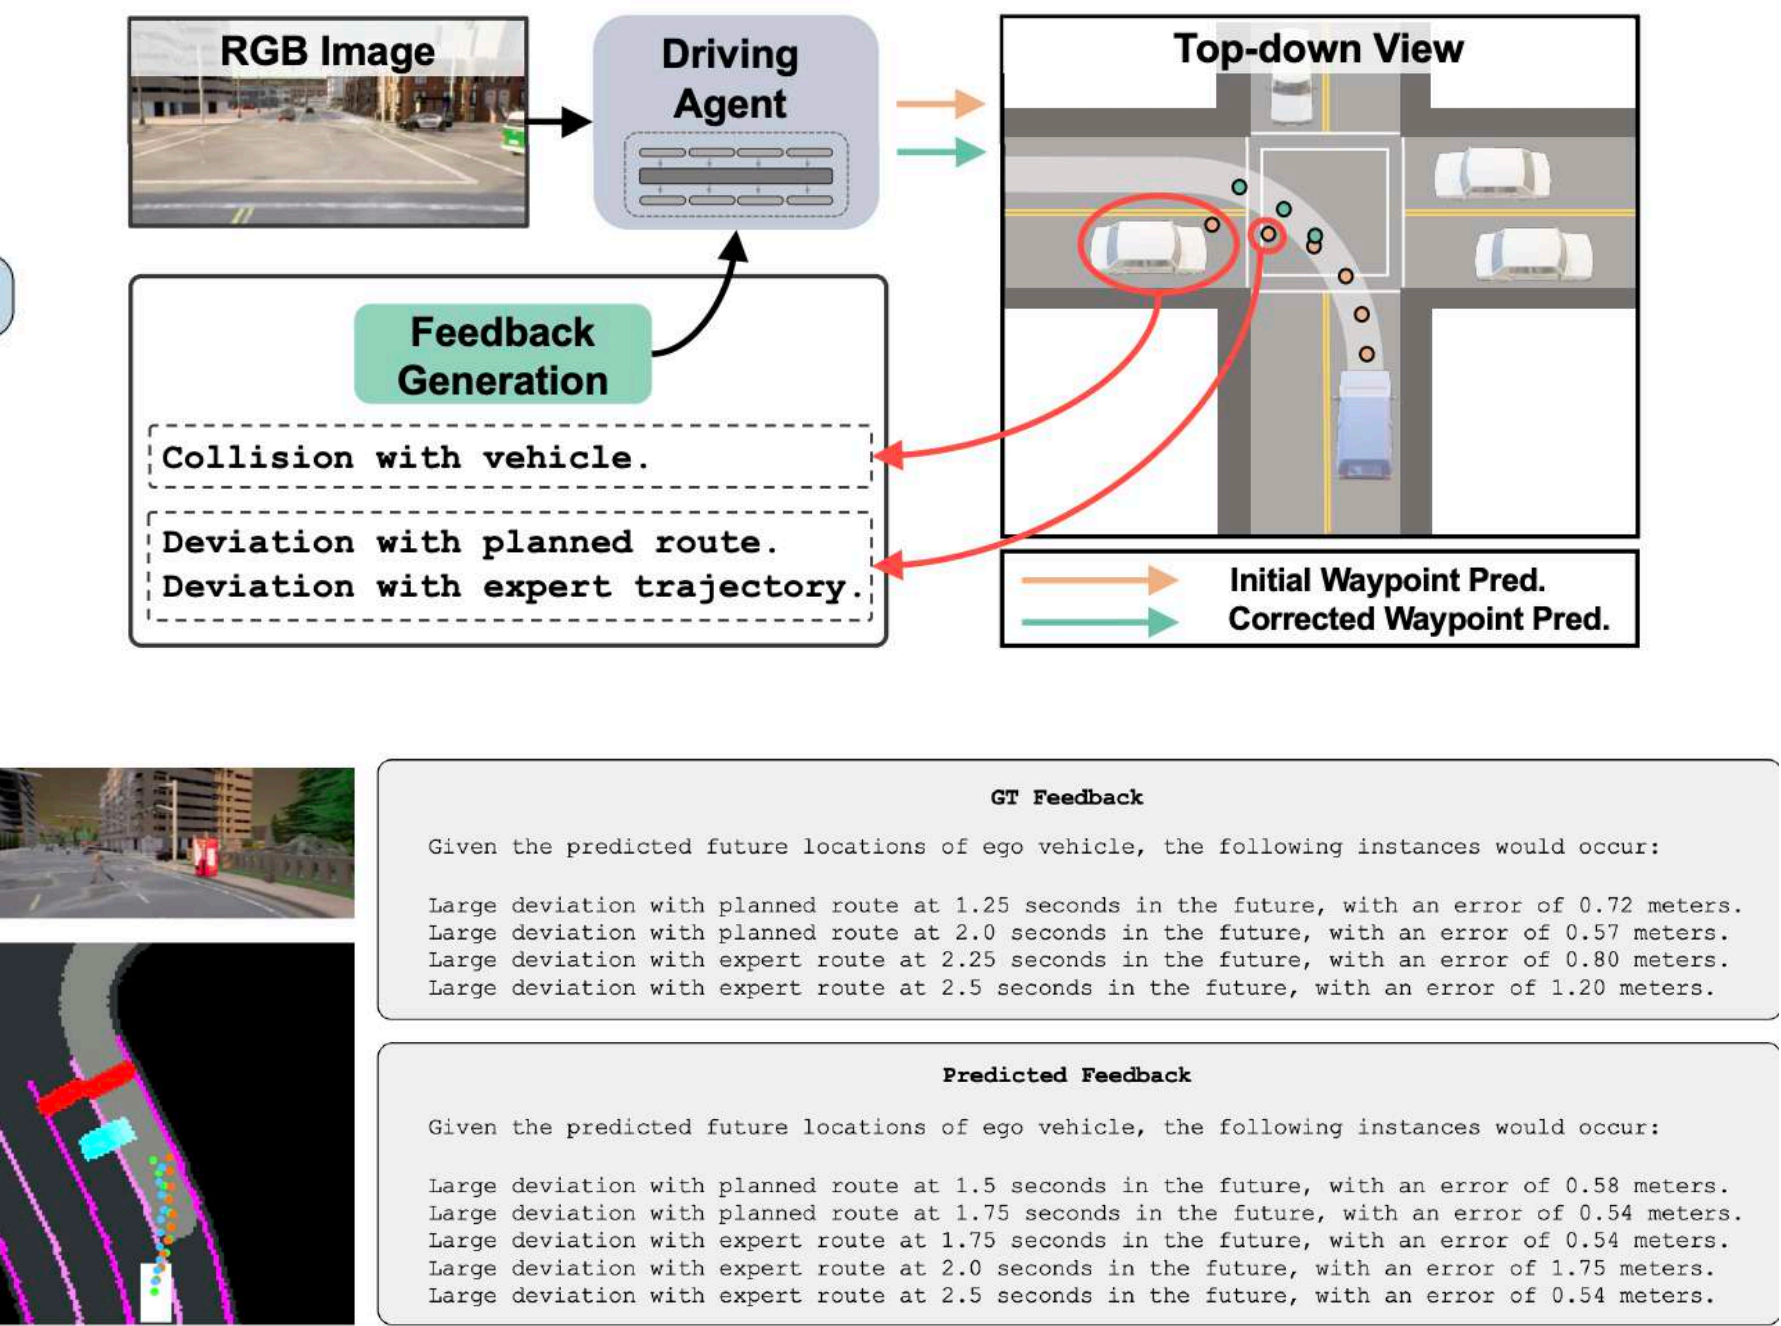 RGB Image
Driving
Agent
Top-down View
Feedback
Generation
Collision with vehicle.
Deviation with planned route.
Deviation with expert trajectory.
Initial Waypoint Pred.
Corrected Waypoint Pred.
GT Feedback
Given the predicted future locations of ego vehicle, the following instances would occur:
Large deviation with planned route at 1.25 seconds in the future, with an error of 0.72 meters.
Large deviation with planned route at 2.0 seconds in the future, with an error of 0.57 meters.
Large deviation with expert route at 2.25 seconds in the future, with an error of 0.80 meters.
Large deviation with expert route at 2.5 seconds in the future, with an error of 1.20 meters.
Predicted Feedback
Given the predicted future locations of ego vehicle, the following instances would occur:
Large deviation with planned route at 1.5 seconds in the future, with an error of 0.58 meters.
Large deviation with planned route at 1.75 seconds in the future, with an error of 0.54 meters.
Large deviation with expert route at 1.75 seconds in the future, with an error of 0.54 meters.
Large deviation with expert route at 2.0 seconds in the future, with an error of 1.75 meters.
Large deviation with expert route at 2.5 seconds in the future, with an error of 0.54 meters.